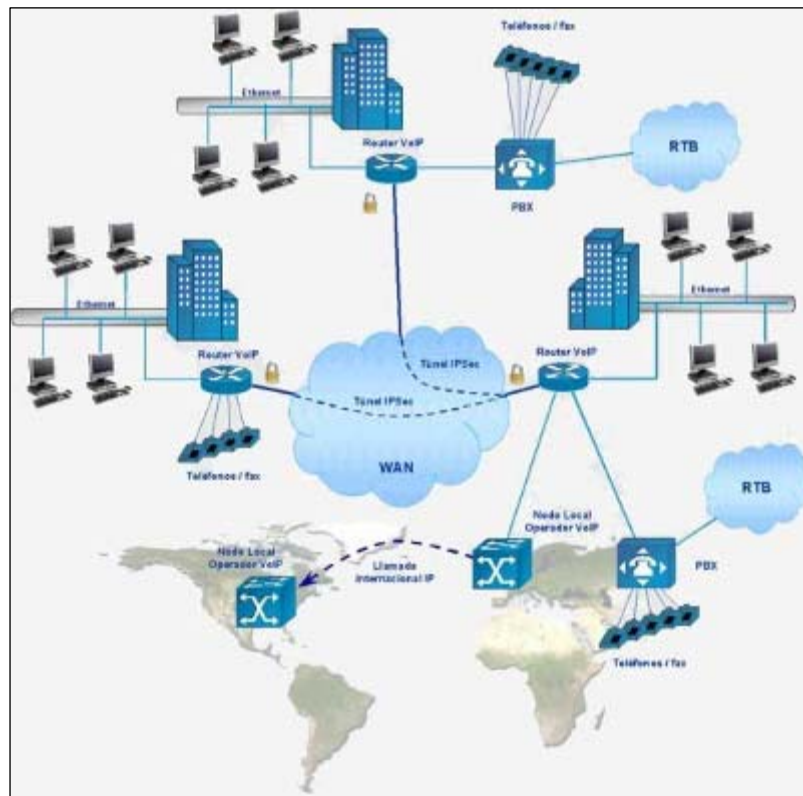 Teléfonos / fax
Ethernet
Router VoIP
RTB
PBX
Ethernet
Ethernet
Router VoIP
Router VoIP
Túnel IPSec
Túnel IPSec
Teléfonos / fax
WAN
RTB
Nodo Local
Operador VoIP
Nodo Local
Operador VoIP
Llamada
Internacional IP
PBX
Teléfonos / fax